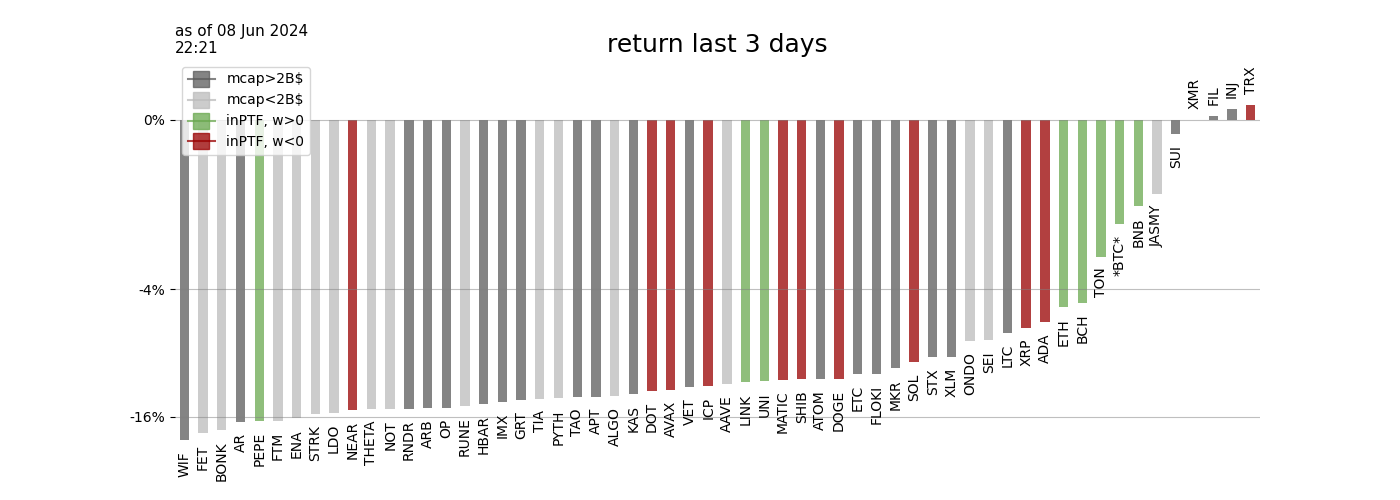 as of 08 Jun 2024
22:21
return last 3 days
mcap>2B$
mcap<2B$
inPTF, w>0
inPTF, w<0
0%
-4%
-16%
WIF
FET
BONK
AR
PEPE
FTM
ENA
STRK
LDO
NEAR
THETA
NOT
RNDR
ARB
OP
RUNE
HBAR
IMX
GRT
TIA
PYTH
TAO
APT
ALGO
KAS
DOT
AVAX
VET
ICP
AAVE
LINK
UNI
MATIC
SHIB
ATOM
DOGE
ETC
FLOKI
MKR
SOL
STX
XLM
ONDO
SEI
LTC
XRP
ADA
ETH
BCH
TON
*BTC*
BNB
JASMY
SUI
XMR
FIL
INJ
TRX